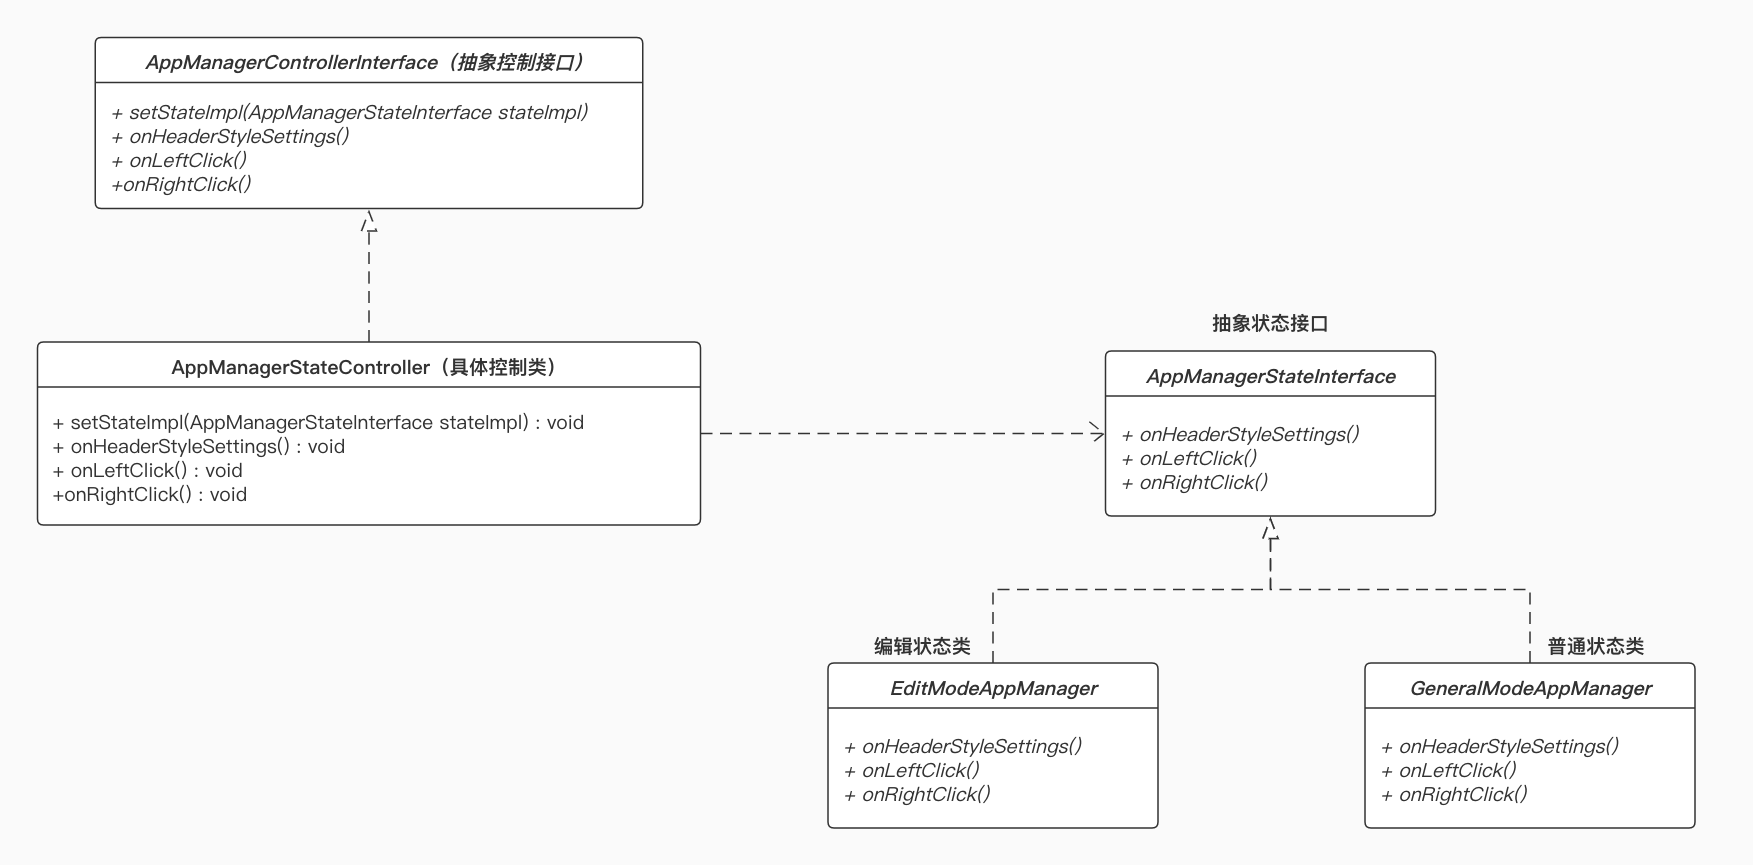 AppManagerControllerInterface（抽象控制接口）
+ setStateImpl(AppManagerStateInterface stateImpl)
+ onHeaderStyleSettings()
+ onLeftClick()
+onRightClick()
AppManagerStateController（具体控制类）
+ setStateImpl(AppManagerStateInterface stateImpl) : void
+ onHeaderStyleSettings() : void
+ onLeftClick() : void
+onRightClick() : void
抽象状态接口
AppManagerStateInterface
+ onHeaderStyleSettings()
+ onLeftClick()
+ onRightClick()
编辑状态类
EditModeAppManager
+ onHeaderStyleSettings()
+ onLeftClick()
+ onRightClick()
普通状态类
GeneralModeAppManager
+ onHeaderStyleSettings()
+ onLeftClick()
+ onRightClick()